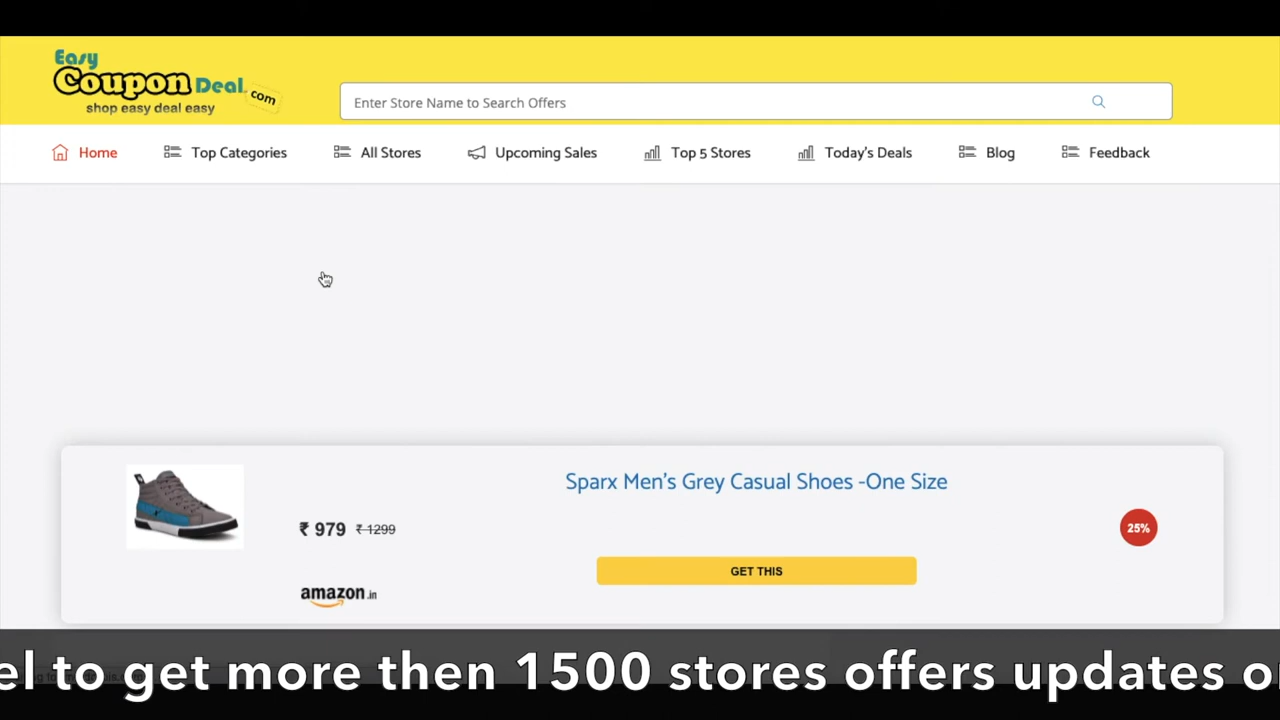 Easy
Coupon Deal.com
shop easy deal easy
Enter Store Name to Search Offers
Home Top Categories All Stores Upcoming Sales Top 5 Stores Today's Deals Blog Feedback
Sparx Men's Grey Casual Shoes -One Size
₹ 979 ₹ 1299
25%
GET THIS
amazon.in
el to get more then 1500 stores offers updates o